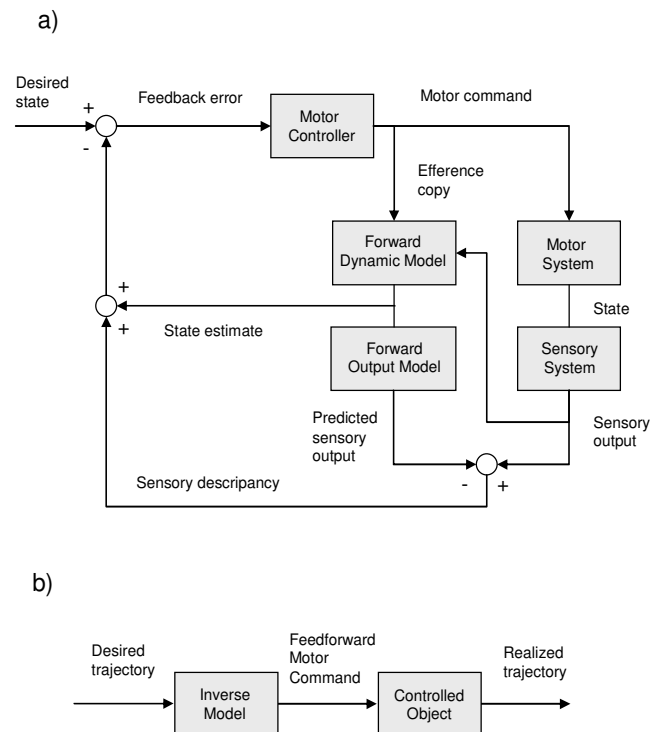 a)
Desired
state
+
-
Feedback error
Motor
Controller
Motor command
Efference
copy
Forward
Dynamic Model
Motor
System
+
+
State estimate
State
Forward
Output Model
Sensory
System
Predicted
sensory
output
Sensory
output
-
+
Sensory descripancy
b)
Desired
trajectory
Inverse
Model
Feedforward
Motor
Command
Controlled
Object
Realized
trajectory